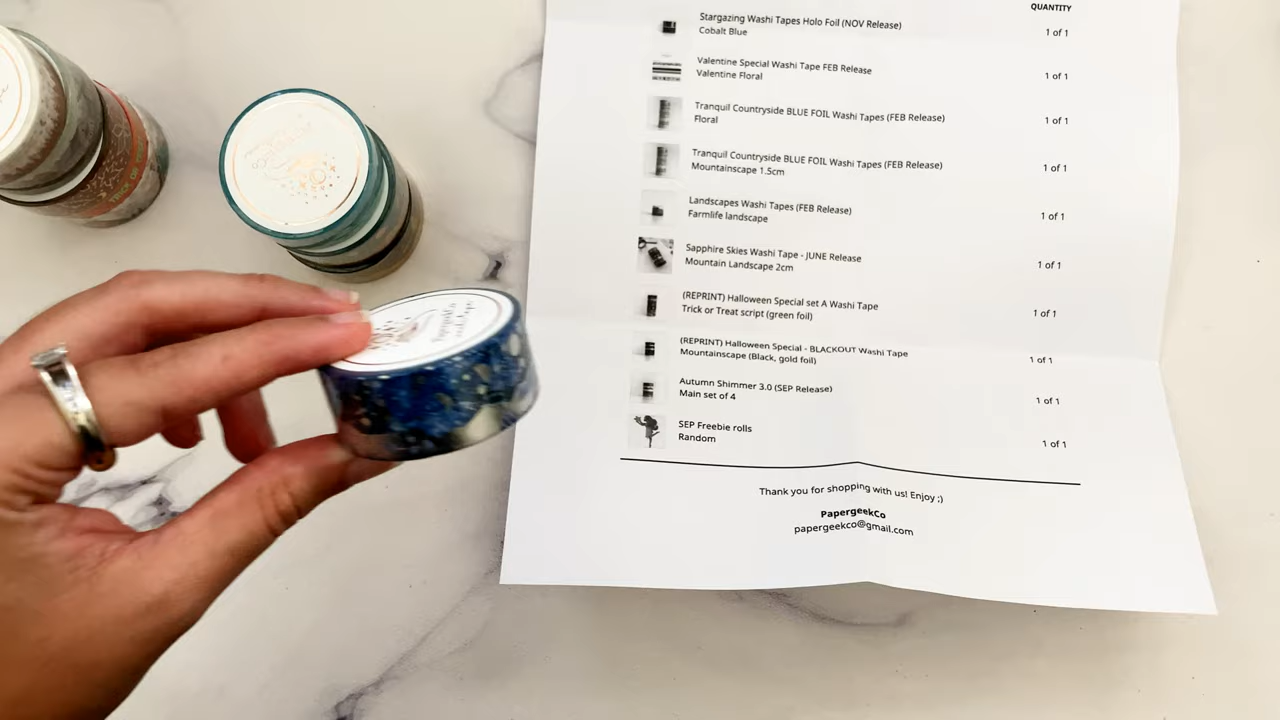 QUANTITY
Stargazing Washi Tapes Holo Foil (NOV Release)
Cobalt Blue
1 of 1
Valentine Special Washi Tape FEB Release
Valentine Floral
1 of 1
Tranquil Countryside BLUE FOIL Washi Tapes (FEB Release)
Floral
1 of 1
Tranquil Countryside BLUE FOIL Washi Tapes (FEB Release)
Mountainscape 1.5cm
1 of 1
Landscapes Washi Tapes (FEB Release)
Farmlife landscape
1 of 1
Sapphire Skies Washi Tape - JUNE Release
Mountain Landscape 2cm
1 of 1
(REPRINT) Halloween Special set A Washi Tape
Trick or Treat script (green foil)
1 of 1
(REPRINT) Halloween Special - BLACKOUT Washi Tape
Mountainscape (Black, gold foil)
1 of 1
Autumn Shimmer 3.0 (SEP Release)
Main set of 4
1 of 1
SEP Freebie rolls
Random
1 of 1
Thank you for shopping with us! Enjoy ;)
PapergeekCo
papergeekco@gmail.com
TRICK OR